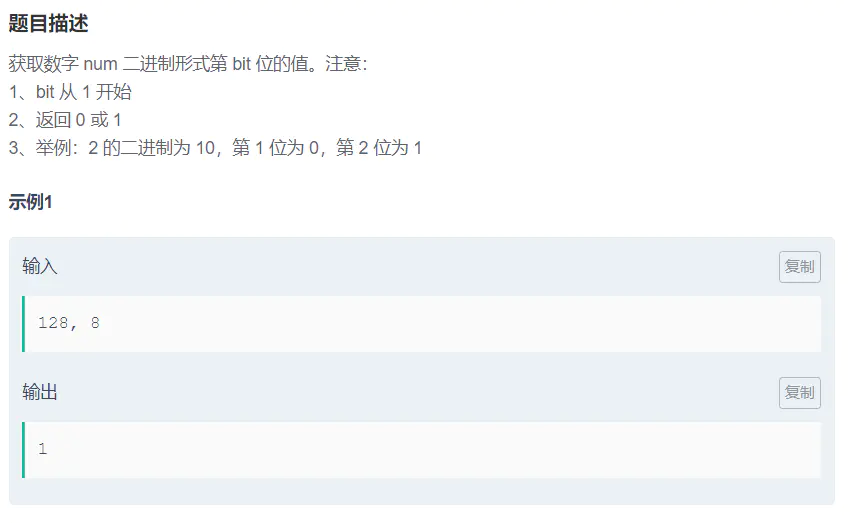 题目描述
获取数字 num 二进制形式第 bit 位的值。注意：
1、bit 从 1 开始
2、返回 0 或 1
3、举例：2 的二进制为 10，第 1 位为 0，第 2 位为 1
示例1
输入
复制
128, 8
输出
复制
1